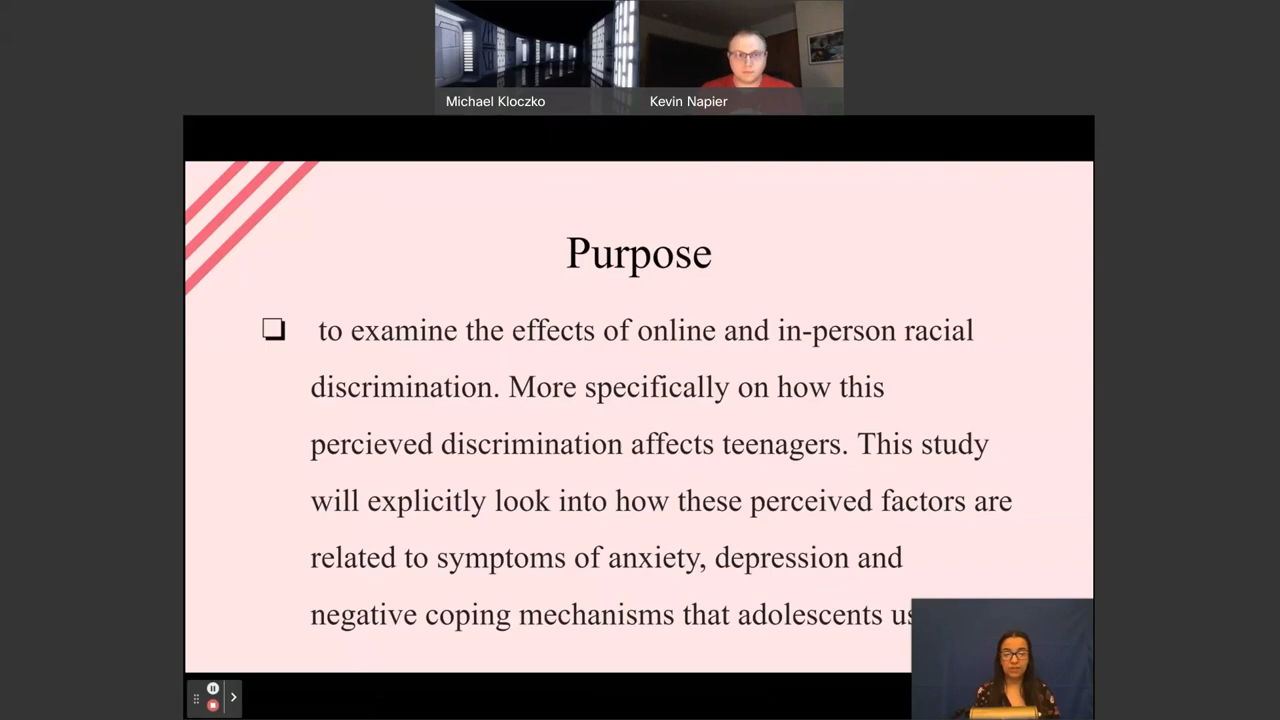 Michael Kloczko
Kevin Napier
Purpose
to examine the effects of online and in-person racial
discrimination. More specifically on how this
percieved discrimination affects teenagers. This study
will explicitly look into how these perceived factors are
related to symptoms of anxiety, depression and
negative coping mechanisms that adolescents